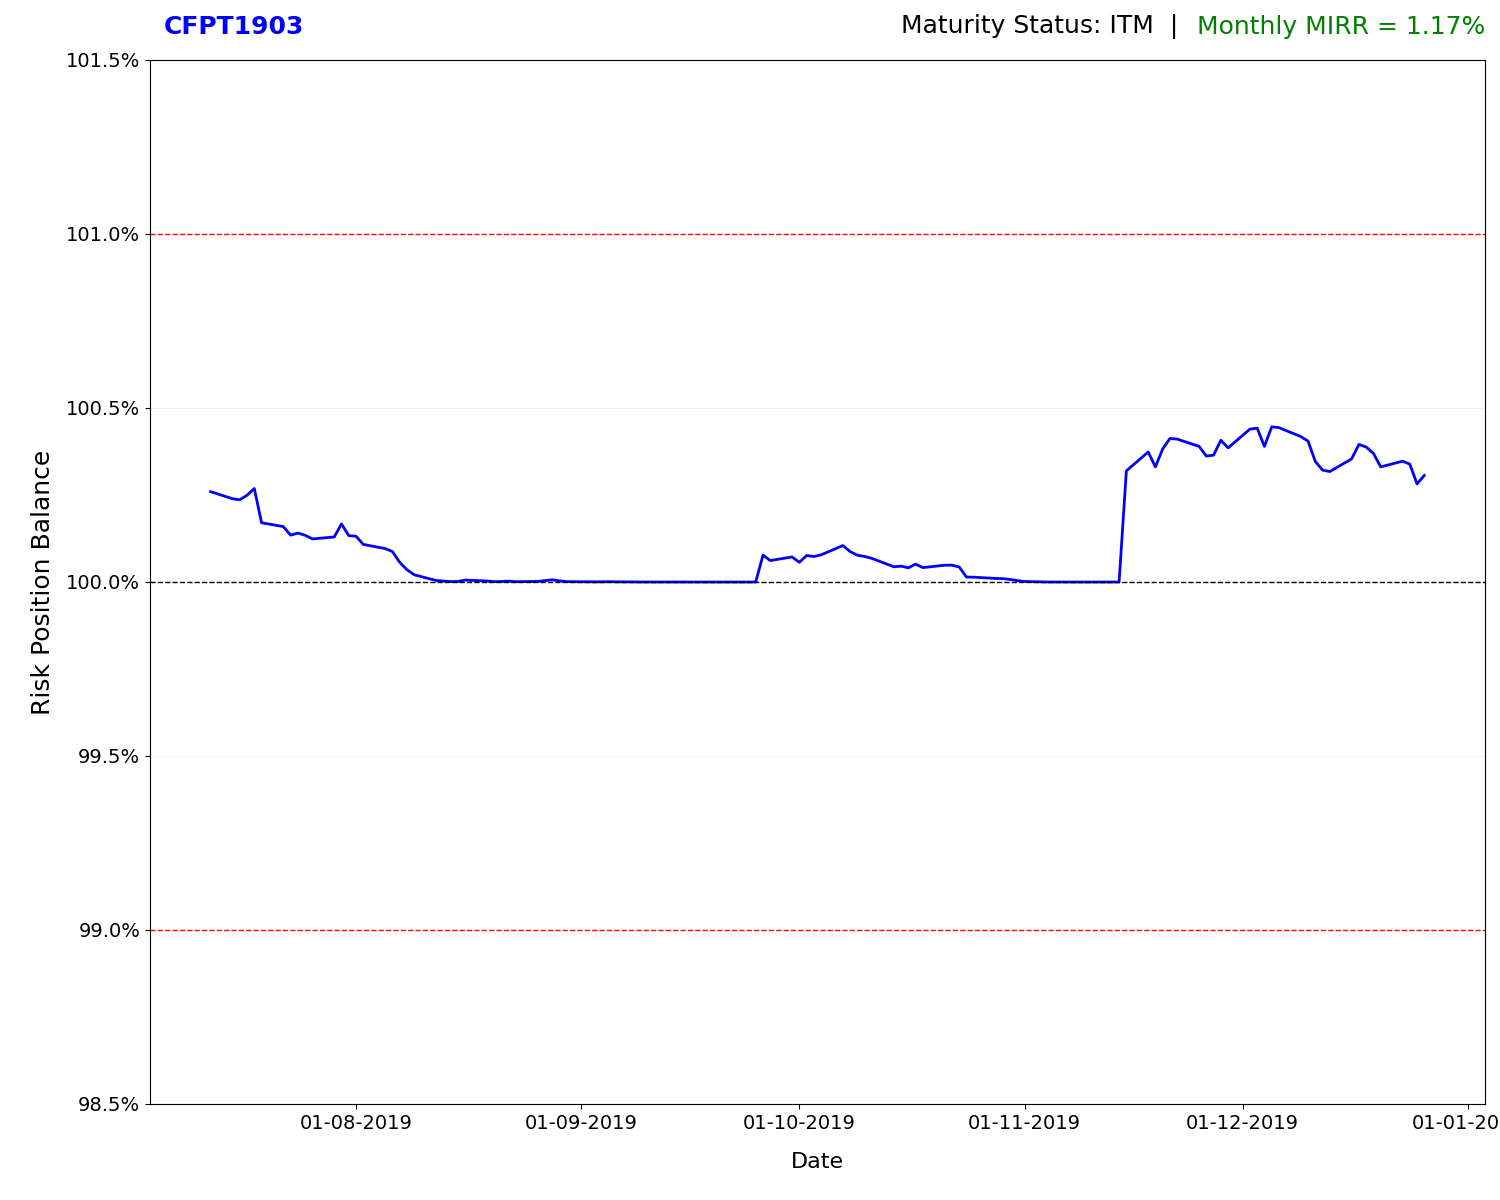 CFPT1903
Maturity Status: ITM | Monthly MIRR = 1.17%
101.5%
101.0%
100.5%
100.0%
99.5%
99.0%
98.5%
Risk Position Balance
01-08-2019 01-09-2019 01-10-2019 01-11-2019 01-12-2019 01-01-20
Date